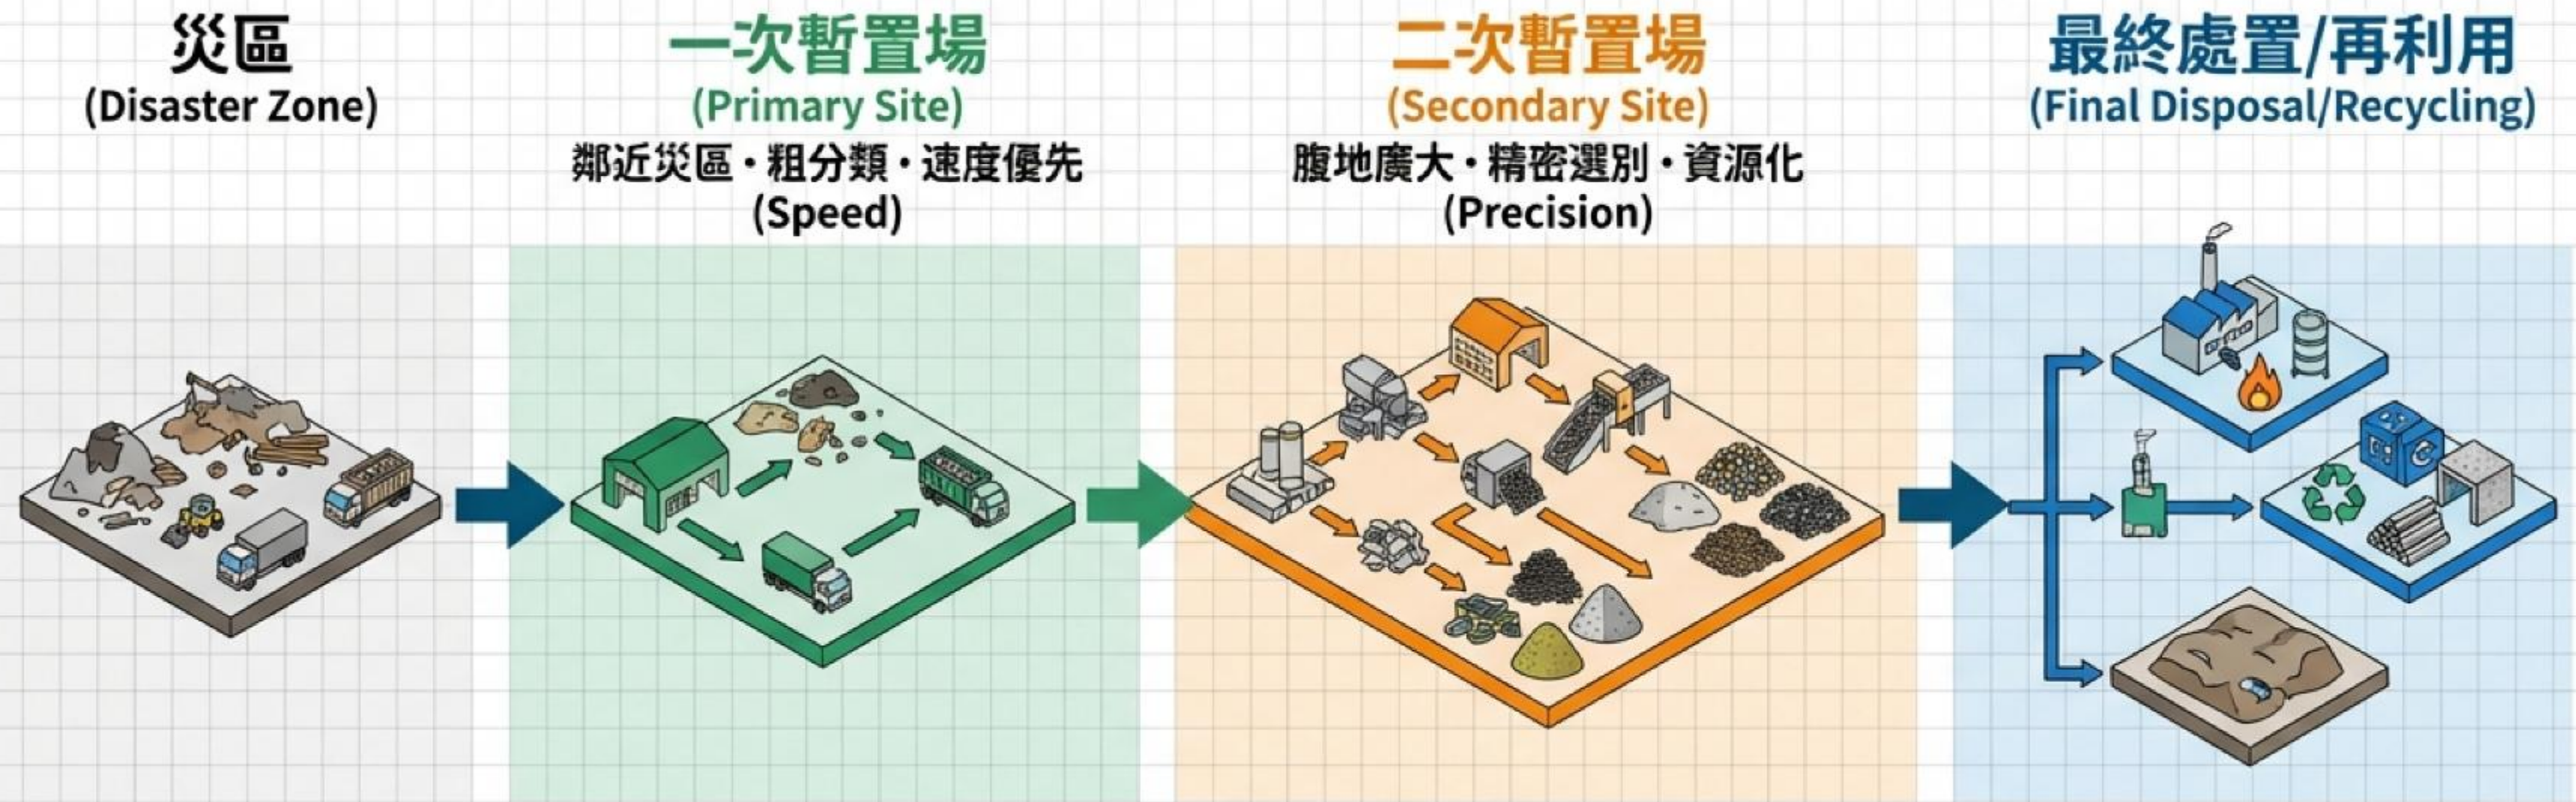 災區
(Disaster Zone)
一次暫置場
(Primary Site)
鄰近災區·粗分類·速度優先
(Speed)
二次暫置場
(Secondary Site)
腹地廣大·精密選別·資源化
(Precision)
最終處置/再利用
(Final Disposal/Recycling)